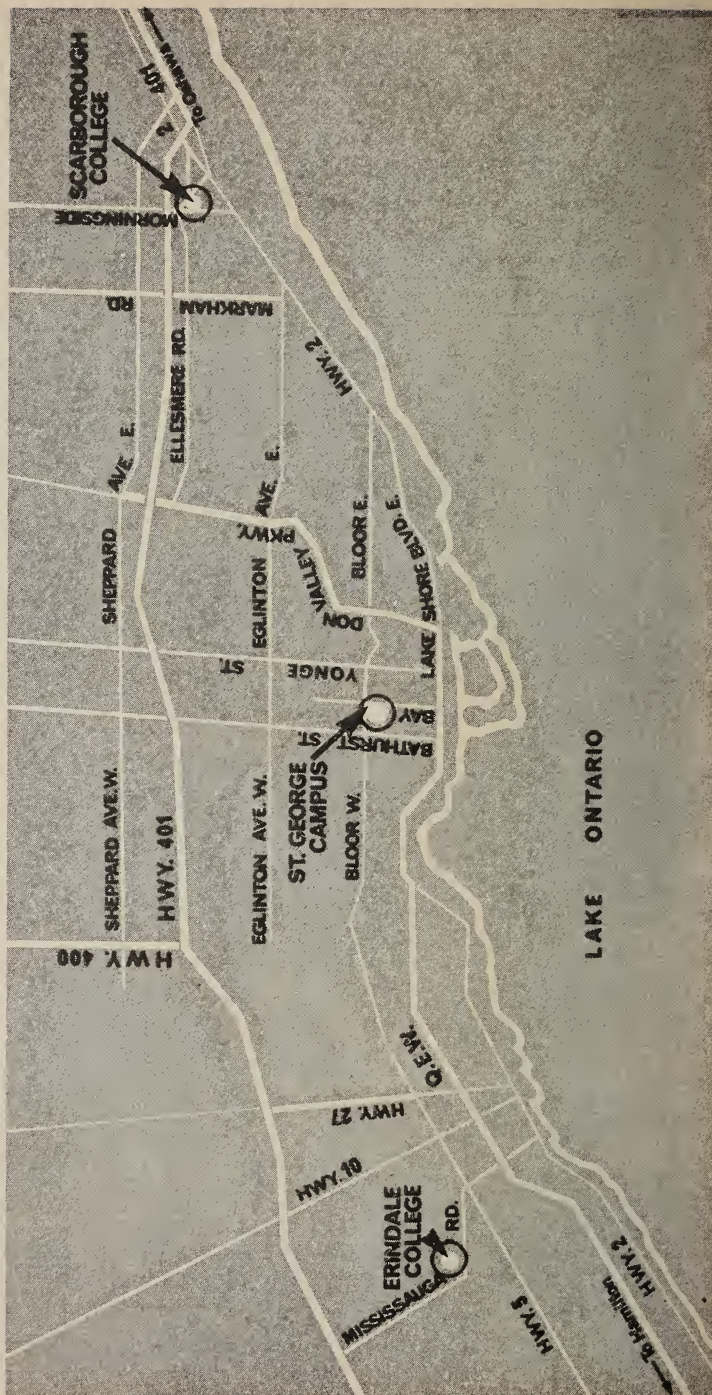 SCARBOROUGH
COLLEGE
2 401
To Oshawa
MORNINGSIDE
MARKHAM
RD.
ELLESMERE RD.
HWY. 2
SHEPPARD
AVE. E.
EGLINTON
AVE. E.
DON
VALLEY
PKWY.
BLOOR E.
LAKE SHORE BLVD. E.
YONGE
ST.
BAY
BATHURST
ST.
ST. GEORGE
CAMPUS
SHEPPARD AVE. W.
HWY. 401
EGLINTON AVE. W.
BLOOR W.
HWY. 400
LAKE ONTARIO
Q.E.W.
HWY. 27
HWY. 10
ERINDALE
COLLEGE
MISSISSAUGA
RD.
HWY. 5
HWY. 2
To Hamilton